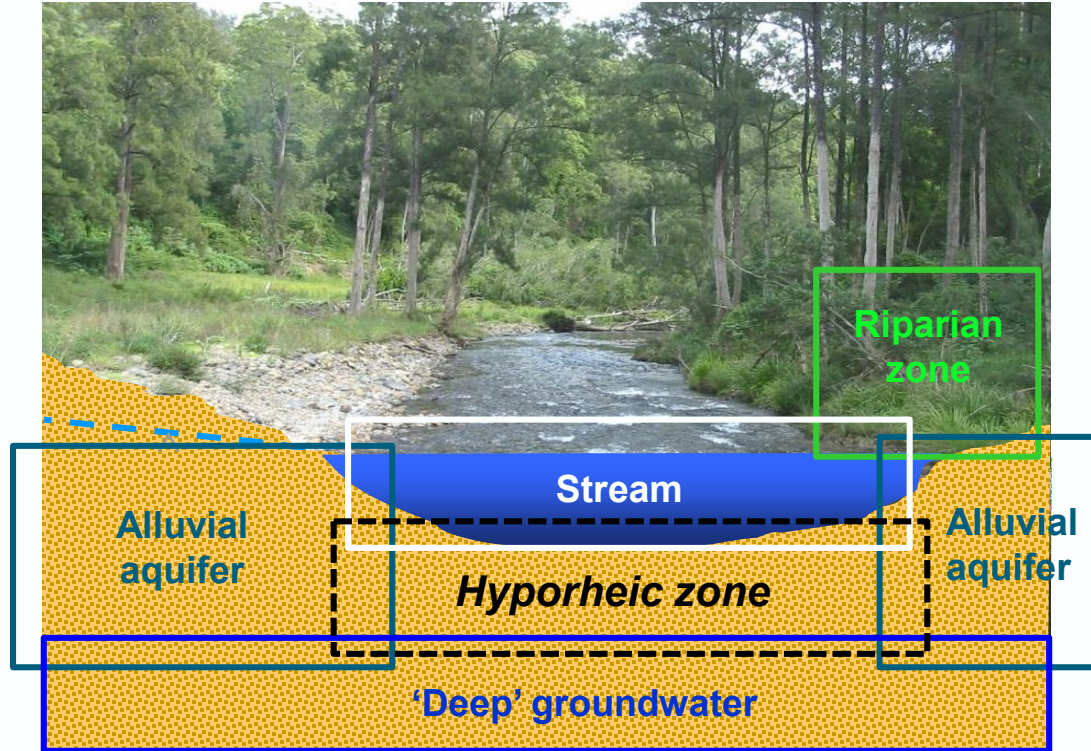 Riparian
zone
Stream
Alluvial
aquifer
Alluvial
aquifer
Hyporheic zone
‘Deep’ groundwater